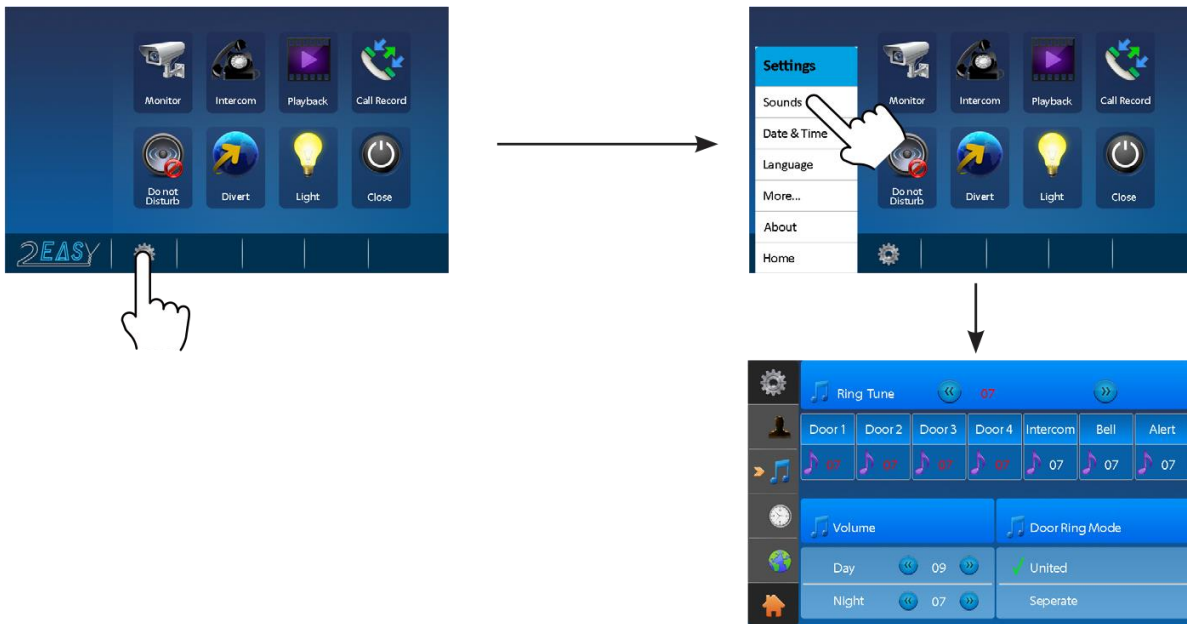 Monitor Intercom Playback Call Record
Do not Disturb Divert Light Close
2EASY
Settings
Sounds
Date & Time
Language
More...
About
Home
Monitor Intercom Playback Call Record
Do not Disturb Divert Light Close
Ring Tune 07
Door 1 Door 2 Door 3 Door 4 Intercom Bell Alert
07 07 07 07 07 07 07
Volume Door Ring Mode
Day 09 United
Night 07 Seperate